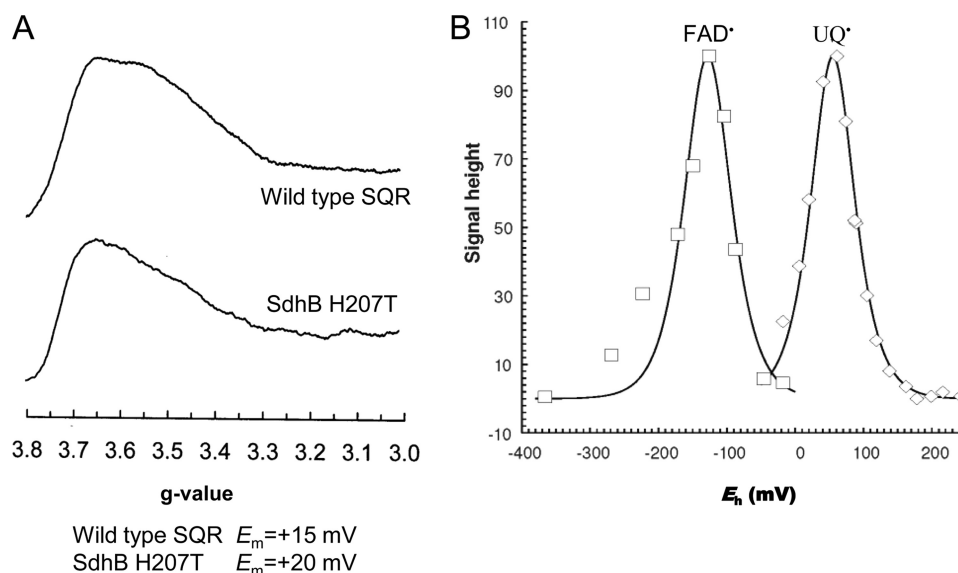 A
Wild type SQR
SdhB H207T
3.8 3.7 3.6 3.5 3.4 3.3 3.2 3.1 3.0
g-value
Wild type SQR Em=+15 mV
SdhB H207T Em=+20 mV
B
FAD• UQ•
110
90
70
50
30
10
-10
Signal height
-400 -300 -200 -100 0 100 200
Eh (mV)